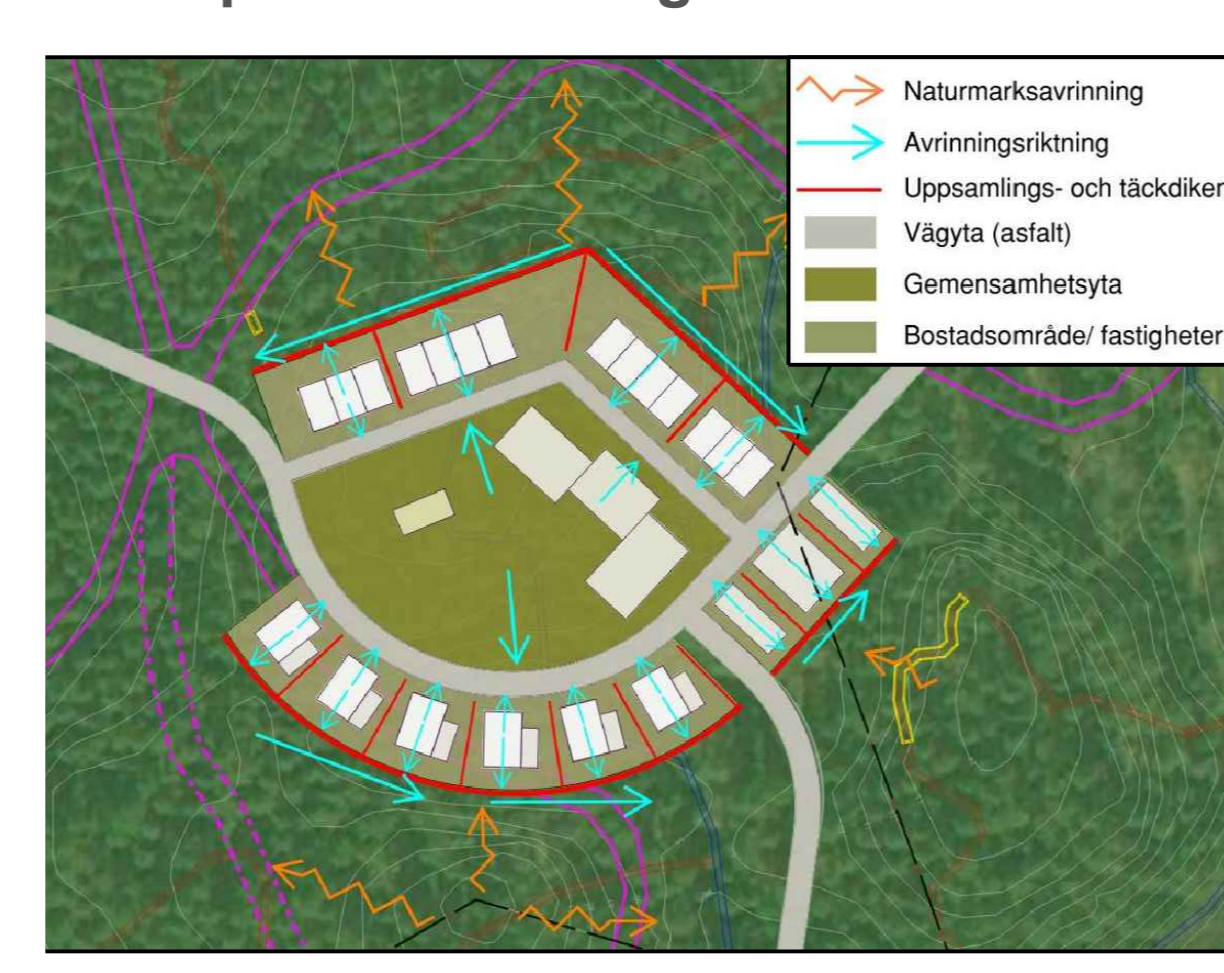 Naturmarksavrinning
Avrinningsriktning
Uppsamlings- och täckdiken
Vägyta (asfalt)
Gemensamhetsyta
Bostadsområde/ fastigheter